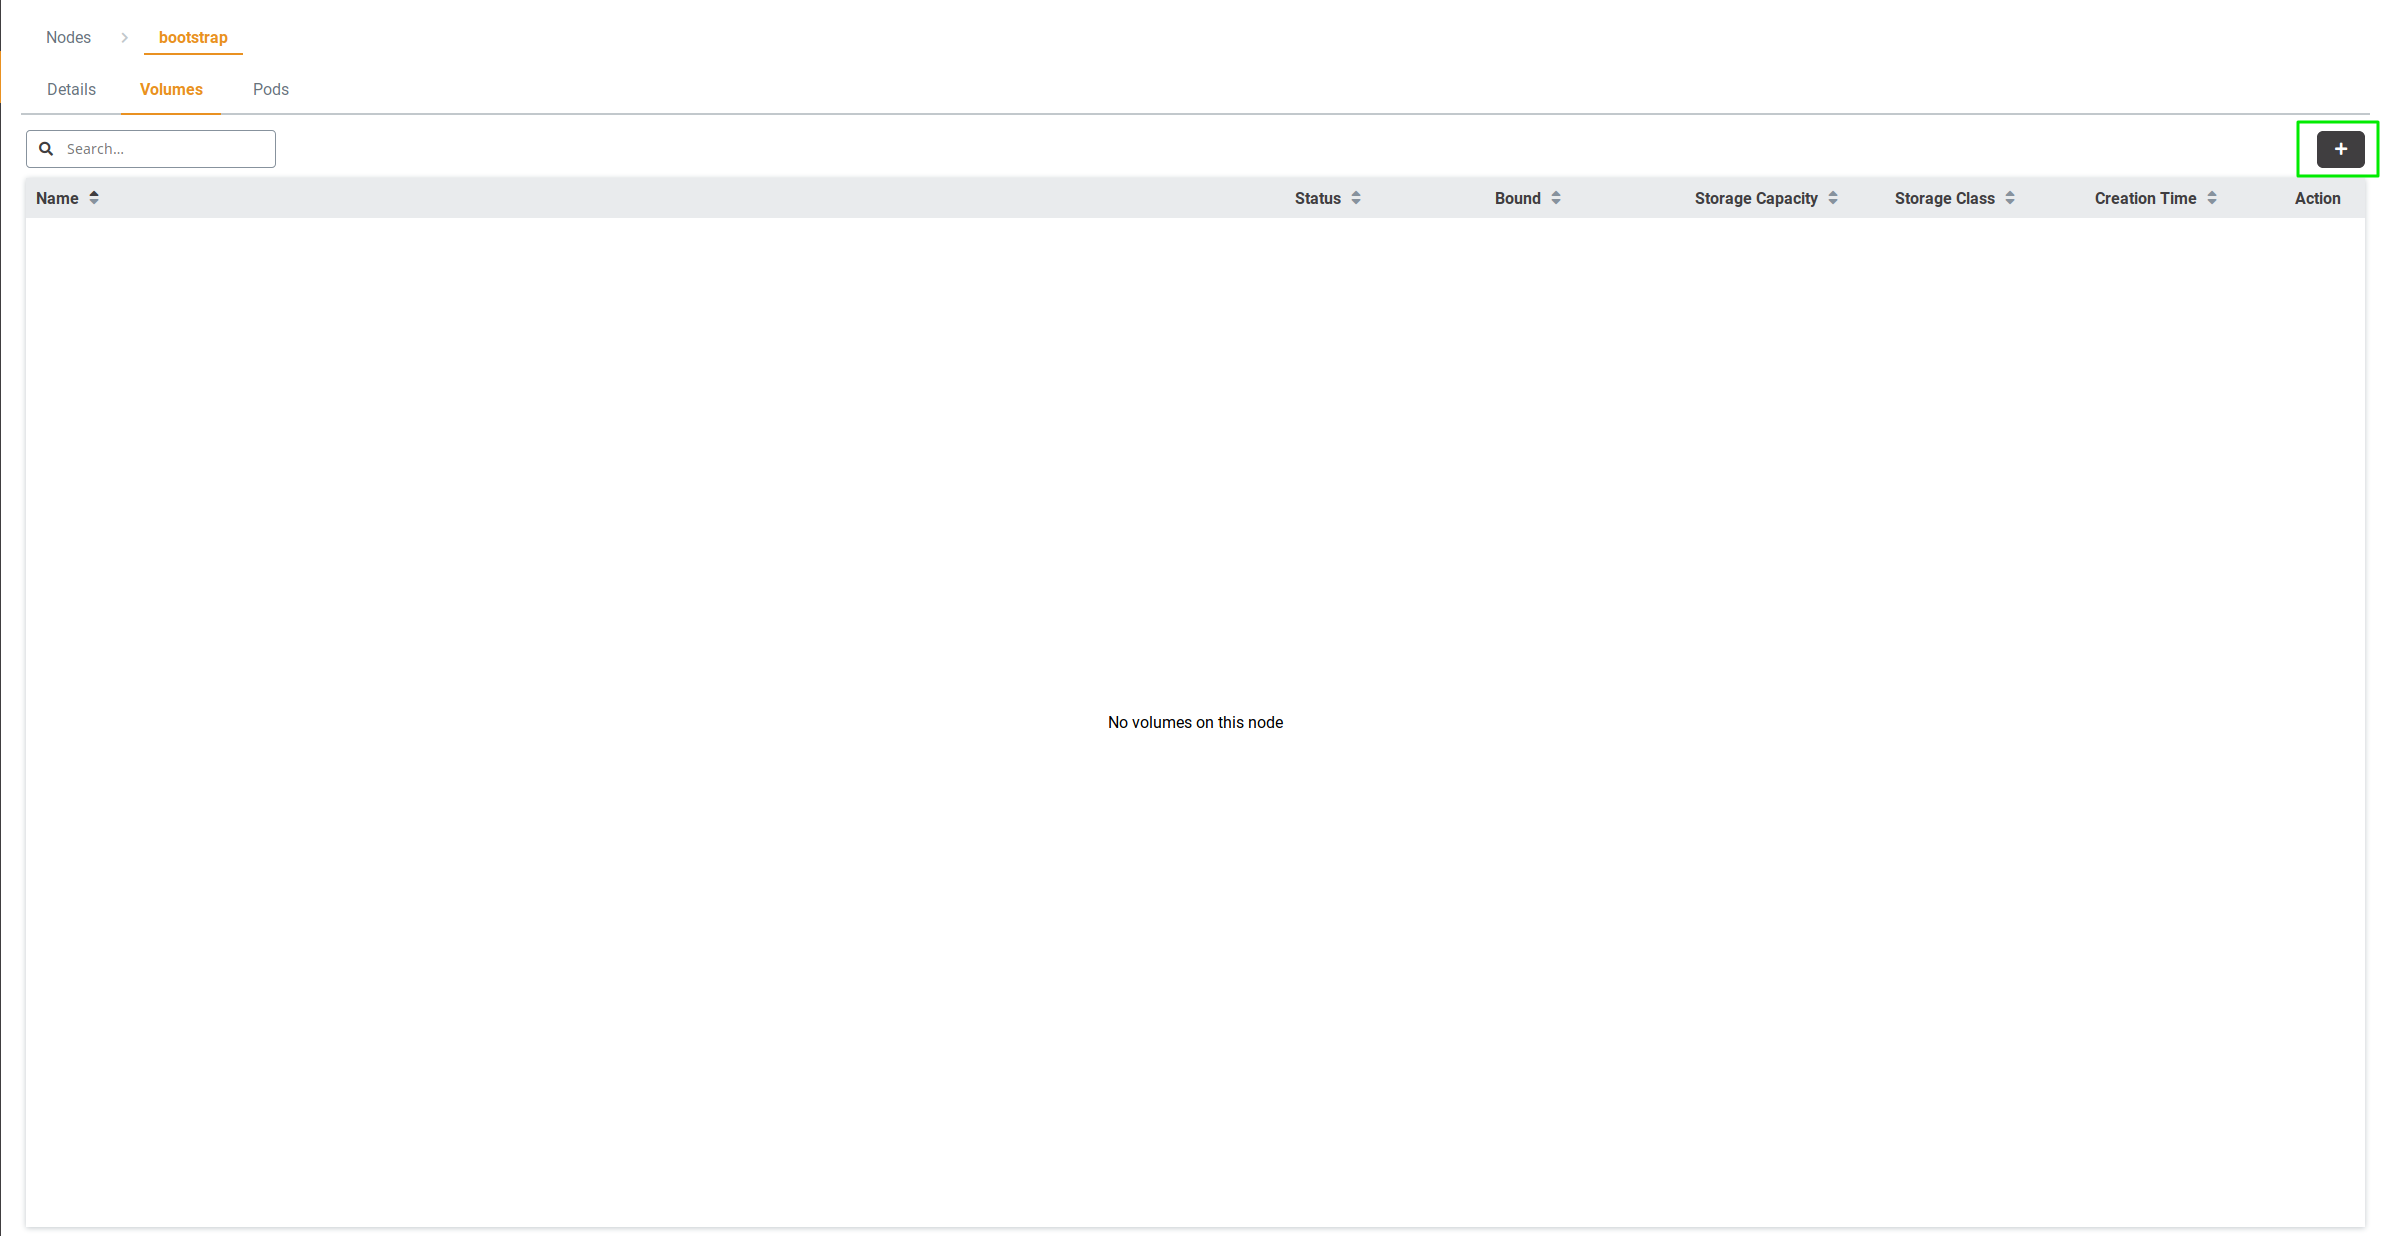 Nodes > bootstrap
Details Volumes Pods
Search...
+
Name Status Bound Storage Capacity Storage Class Creation Time Action
No volumes on this node